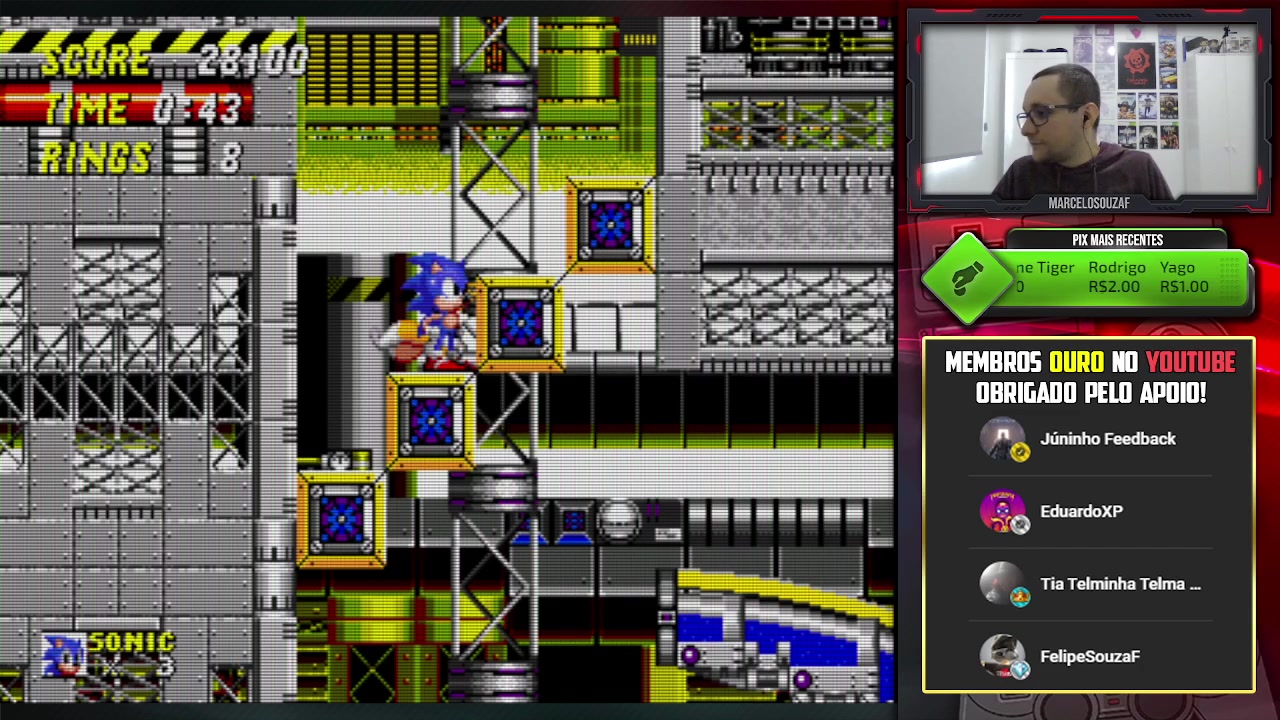 SCORE 28100
TIME 0:43
RINGS 8
SONIC
× 3
MARCELOSOUZAF
PIX MAIS RECENTES
ne Tiger Rodrigo Yago
0 R$2.00 R$1.00
MEMBROS OURO NO YOUTUBE
OBRIGADO PELO APOIO!
Júninho Feedback
EduardoXP
Tia Telminha Telma ...
FelipeSouzaF